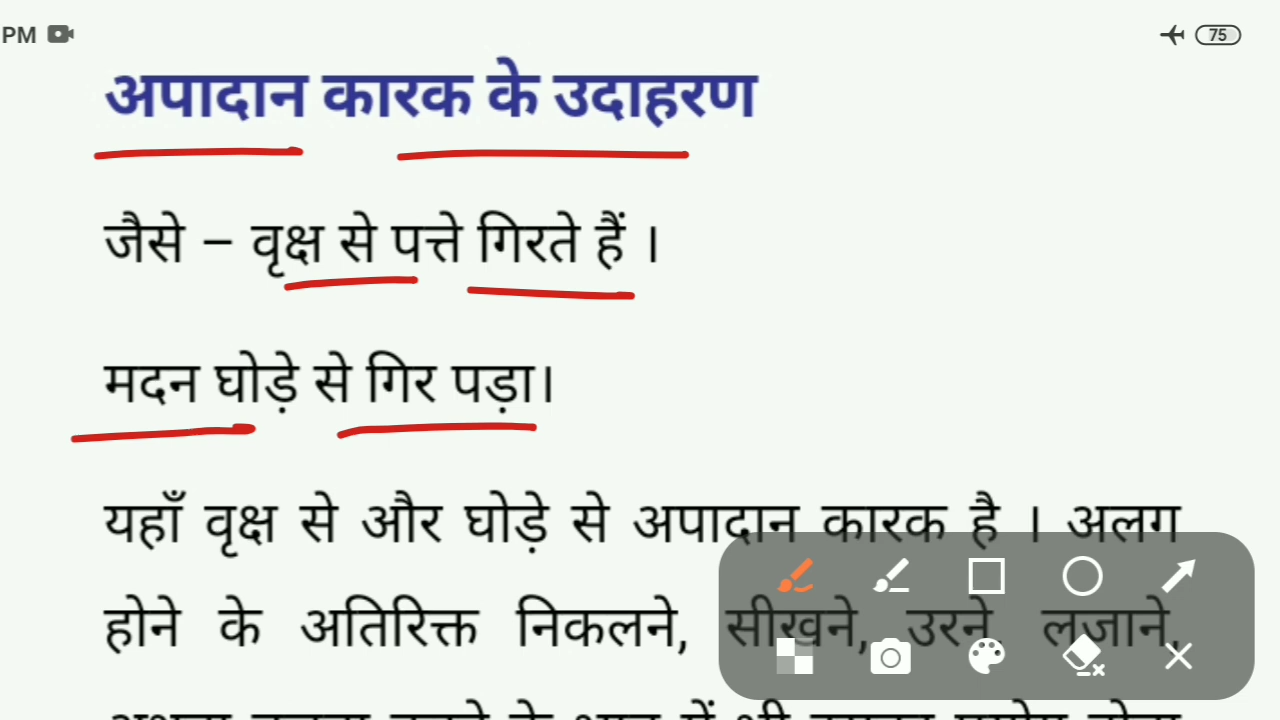 PM
75
अपादान कारक के उदाहरण
जैसे – वृक्ष से पत्ते गिरते हैं ।
मदन घोड़े से गिर पड़ा।
यहाँ वृक्ष से और घोड़े से अपादान कारक है । अलग
होने के अतिरिक्त निकलने, सीखने, उरने, लजाने,